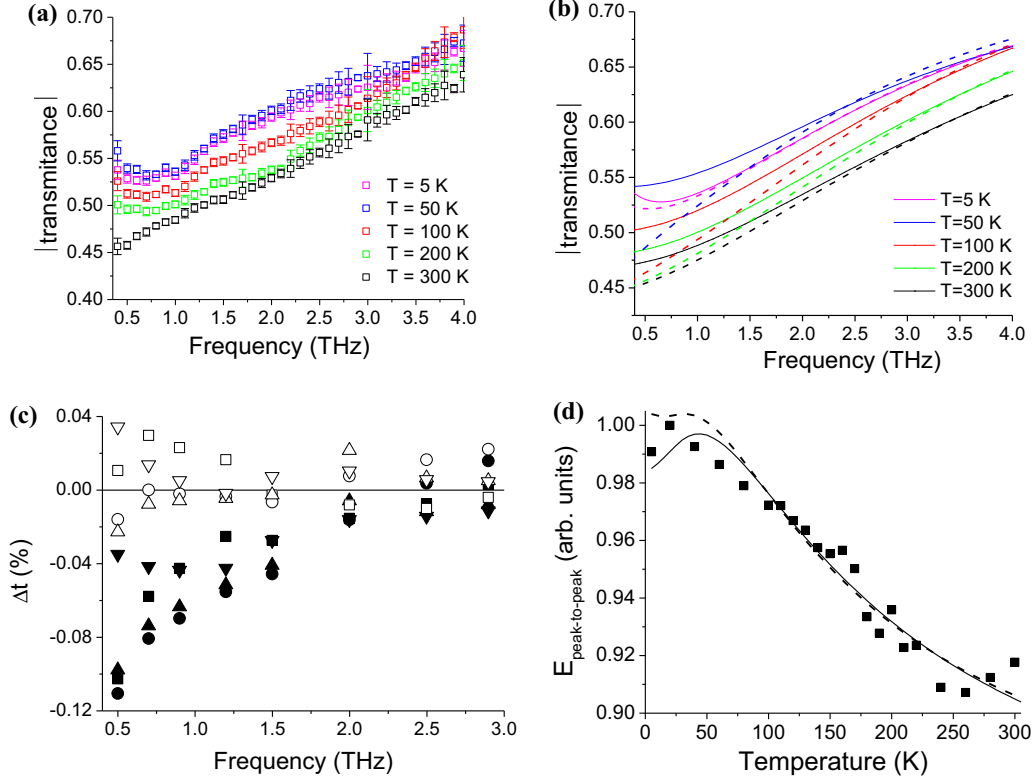 (a)
0.70
0.65
0.60
0.55
0.50
0.45
0.40
|transmitance|
T = 5 K
T = 50 K
T = 100 K
T = 200 K
T = 300 K
0.5 1.0 1.5 2.0 2.5 3.0 3.5 4.0
Frequency (THz)
(b)
0.70
0.65
0.60
0.55
0.50
0.45
|transmitance|
T=5 K
T=50 K
T=100 K
T=200 K
T=300 K
0.5 1.0 1.5 2.0 2.5 3.0 3.5 4.0
Frequency (THz)
(c)
0.04
0.00
-0.04
-0.08
-0.12
Δt (%)
0.5 1.0 1.5 2.0 2.5 3.0
Frequency (THz)
(d)
1.00
0.98
0.96
0.94
0.92
0.90
E peak-to-peak (arb. units)
0 50 100 150 200 250 300
Temperature (K)